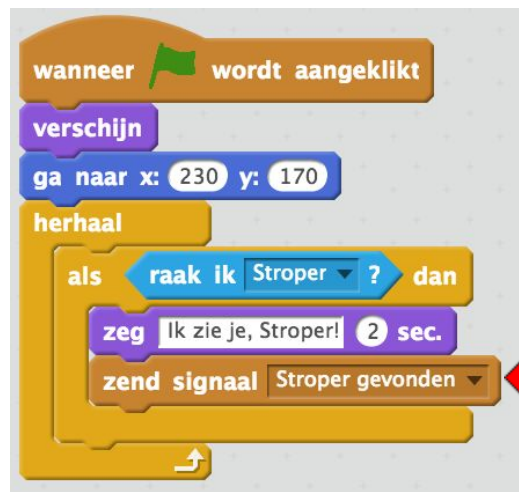 wanneer wordt aangeklikt
verschijn
ga naar x: 230 y: 170
herhaal
als raak ik Stroper ? dan
zeg Ik zie je, Stroper! 2 sec.
zend signaal Stroper gevonden